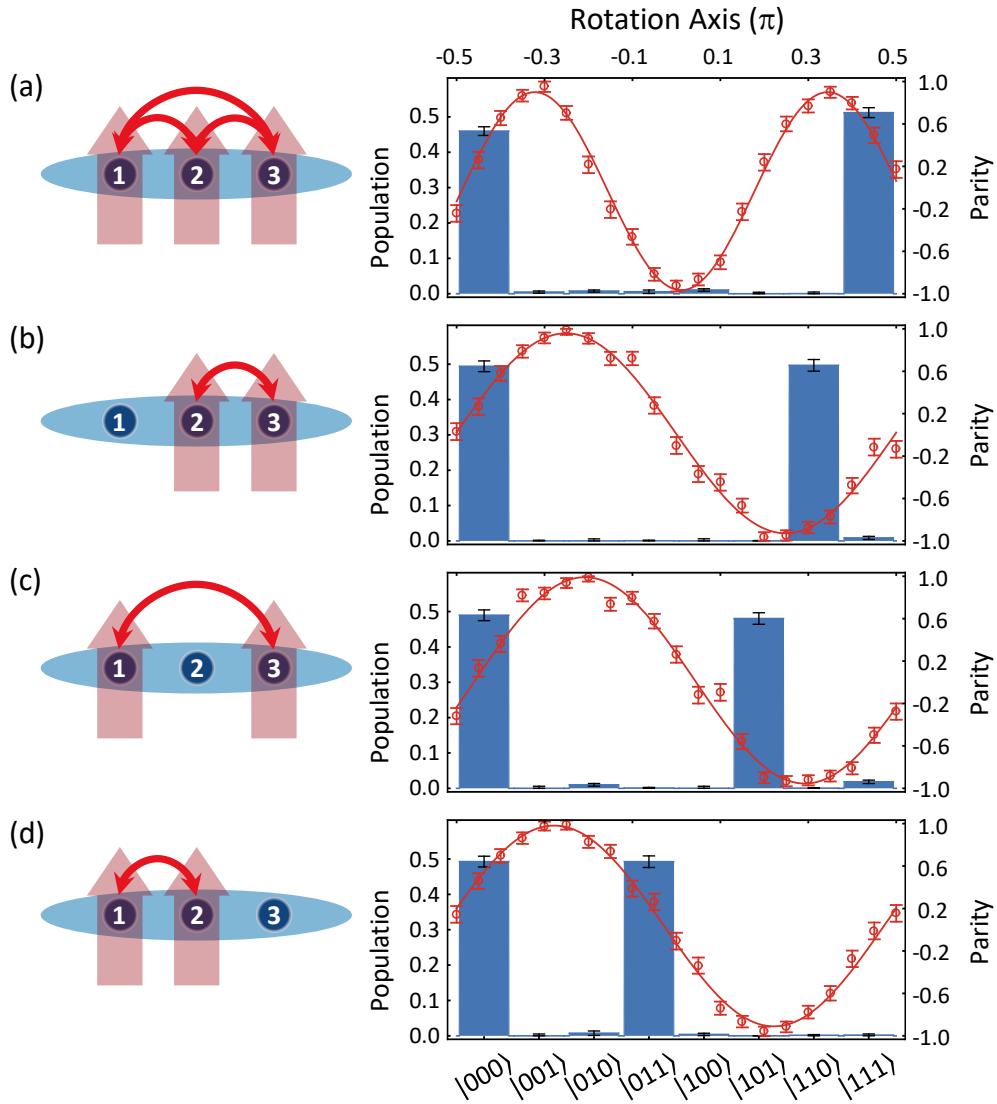 Rotation Axis (π)
-0.5 -0.3 -0.1 0.1 0.3 0.5
(a)
1 2 3
Population
0.5
0.4
0.3
0.2
0.1
0.0
1.0
0.6
0.2
-0.2
-0.6
-1.0
Parity
(b)
1 2 3
Population
0.5
0.4
0.3
0.2
0.1
0.0
1.0
0.6
0.2
-0.2
-0.6
-1.0
Parity
(c)
1 2 3
Population
0.5
0.4
0.3
0.2
0.1
0.0
1.0
0.6
0.2
-0.2
-0.6
-1.0
Parity
(d)
1 2 3
Population
0.5
0.4
0.3
0.2
0.1
0.0
1.0
0.6
0.2
-0.2
-0.6
-1.0
Parity
|000⟩ |001⟩ |010⟩ |011⟩ |100⟩ |101⟩ |110⟩ |111⟩